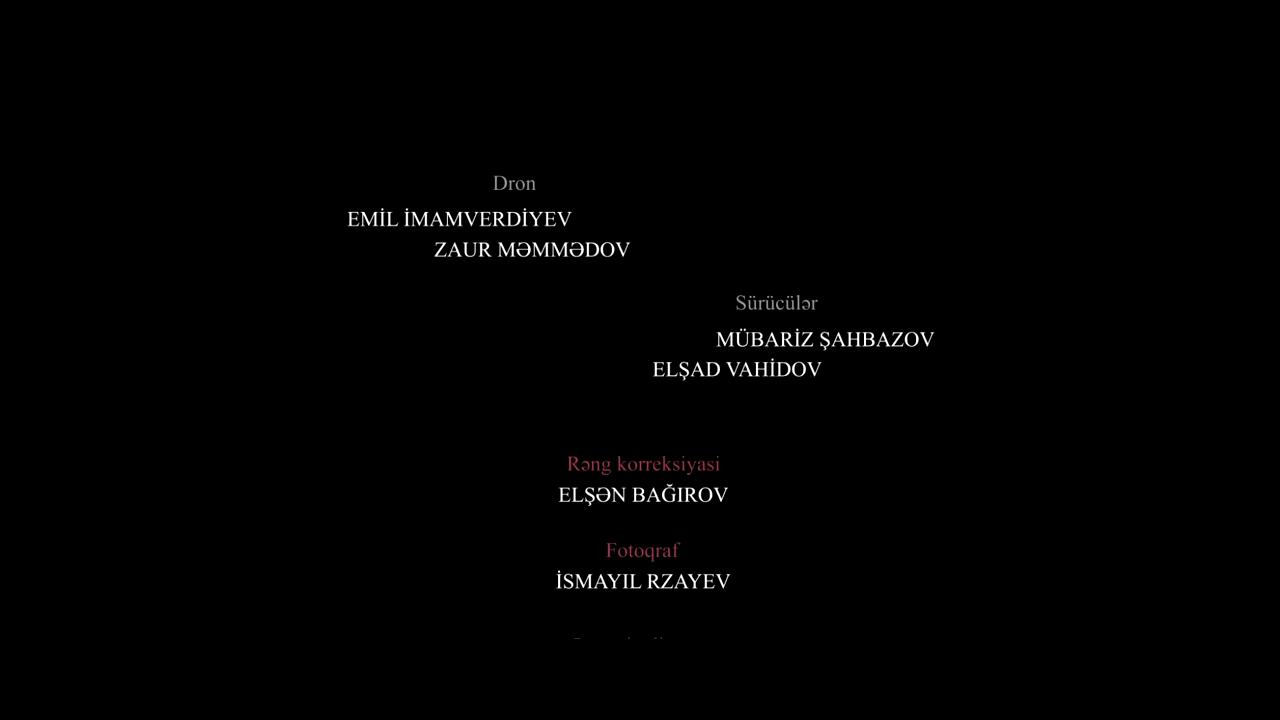 Dron
EMİL İMAMVERDİYEV
ZAUR MƏMMƏDOV
Sürücülər
MÜBARİZ ŞAHBAZOV
ELŞAD VAHİDOV
Rəng korreksiyasi
ELŞƏN BAĞIROV
Fotoqraf
İSMAYIL RZAYEV